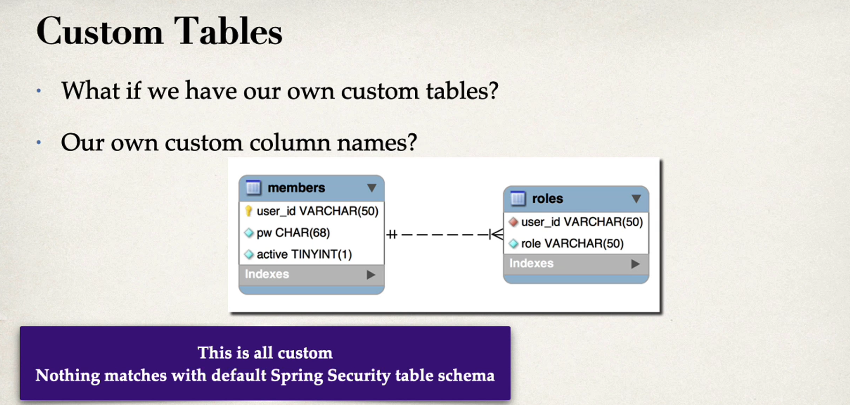 Custom Tables
• What if we have our own custom tables?
• Our own custom column names?
members
user_id VARCHAR(50)
pw CHAR(68)
active TINYINT(1)
Indexes
roles
user_id VARCHAR(50)
role VARCHAR(50)
Indexes
This is all custom
Nothing matches with default Spring Security table schema